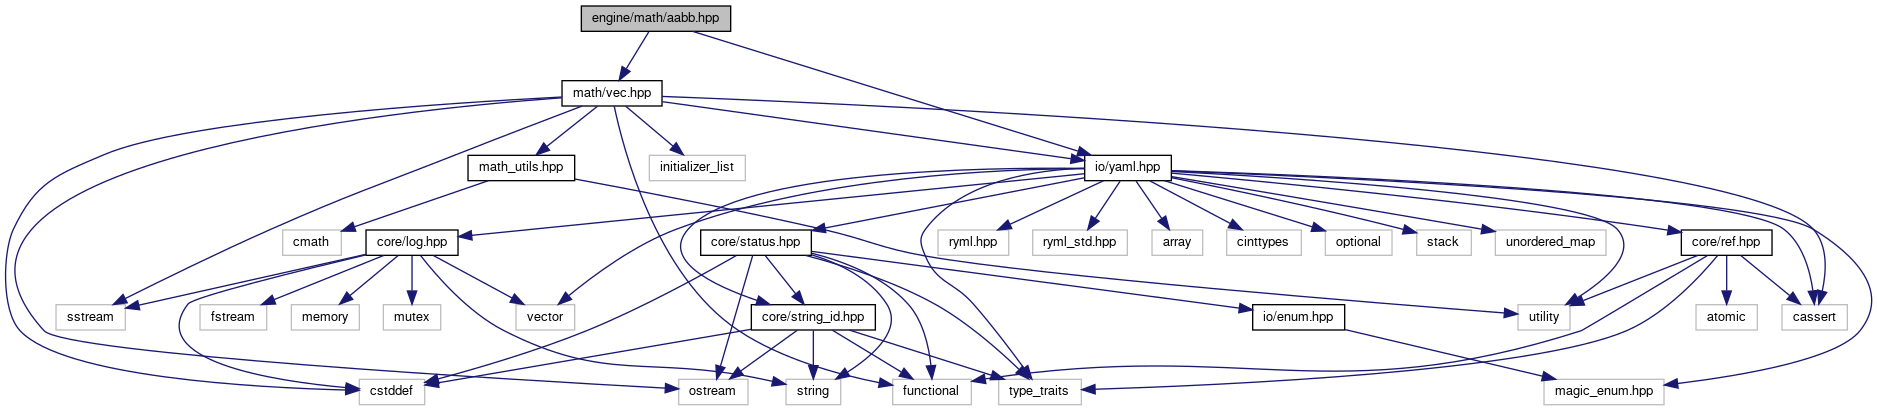 engine/math/aabb.hpp
math/vec.hpp
math_utils.hpp
initializer_list
io/yaml.hpp
cmath
core/log.hpp
core/status.hpp
ryml.hpp
ryml_std.hpp
array
cinttypes
optional
stack
unordered_map
core/ref.hpp
sstream
fstream
memory
mutex
vector
core/string_id.hpp
io/enum.hpp
utility
atomic
cassert
cstddef
ostream
string
functional
type_traits
magic_enum.hpp